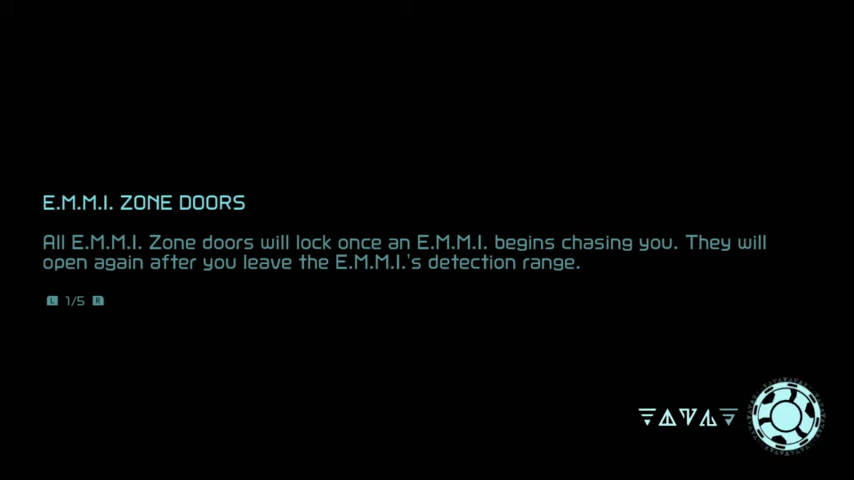 E.M.M.I. ZONE DOORS
All E.M.M.I. Zone doors will lock once an E.M.M.I. begins chasing you. They will
open again after you leave the E.M.M.I.'s detection range.
L 1/5 R